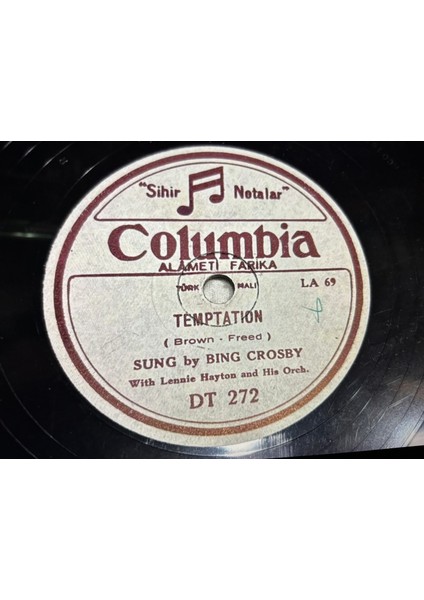 "Sihir Notalar"
Columbia
ALÂMETİ FARİKA
TÜRK MALI
LA 69
TEMPTATION
( Brown - Freed )
SUNG by BING CROSBY
With Lennie Hayton and His Orch.
DT 272